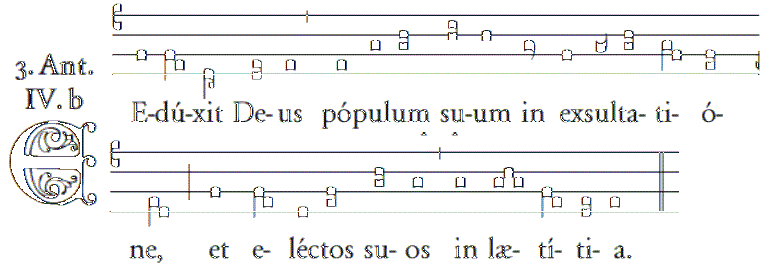 3. Ant.
IV. b
E-dú-xit De-us pópulum su-um in exsulta- ti- ó-
ne, et e- léctos su- os in læ- tí- ti- a.